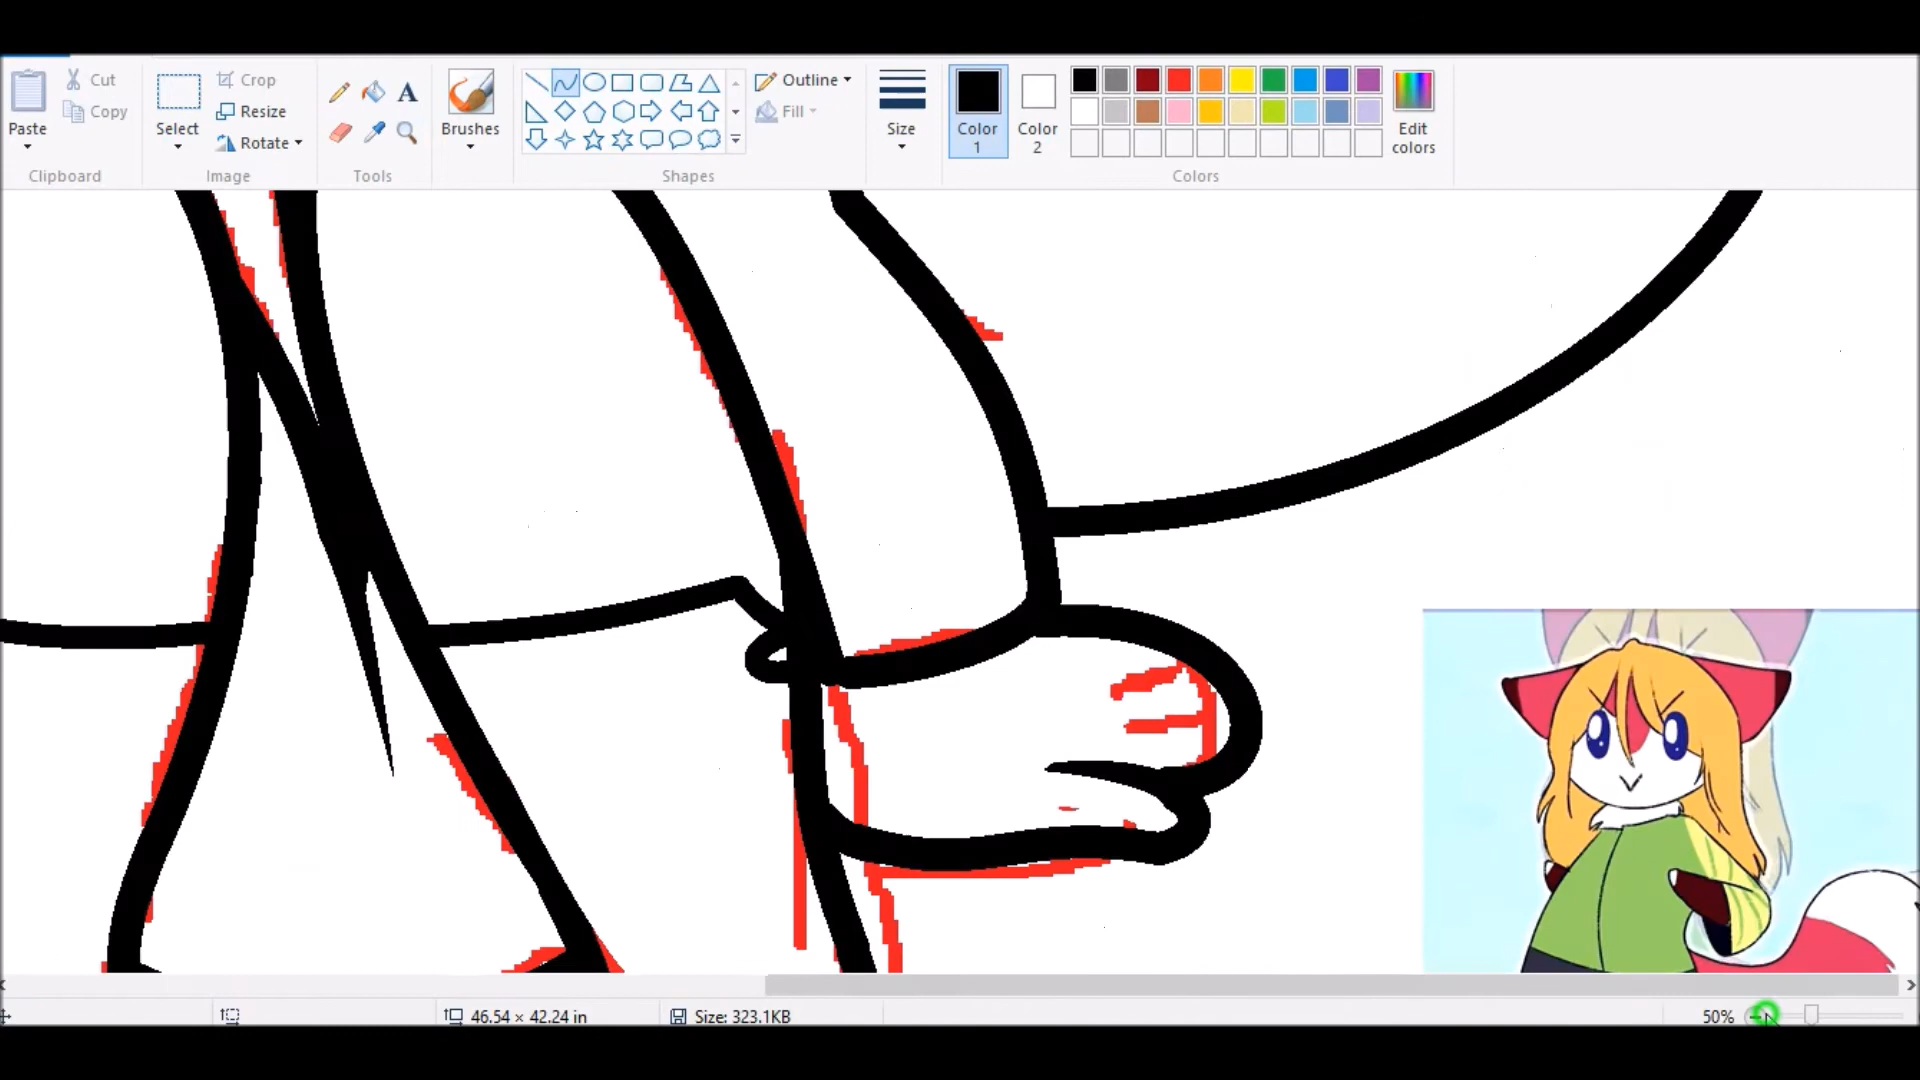 Cut
Copy
Paste
Clipboard
Crop
Resize
Rotate
Select
Image
A
Tools
Brushes
Outline
Fill
Shapes
Size
Color 1
Color 2
Edit colors
Colors
46.54 × 42.24 in
Size: 323.1KB
50%